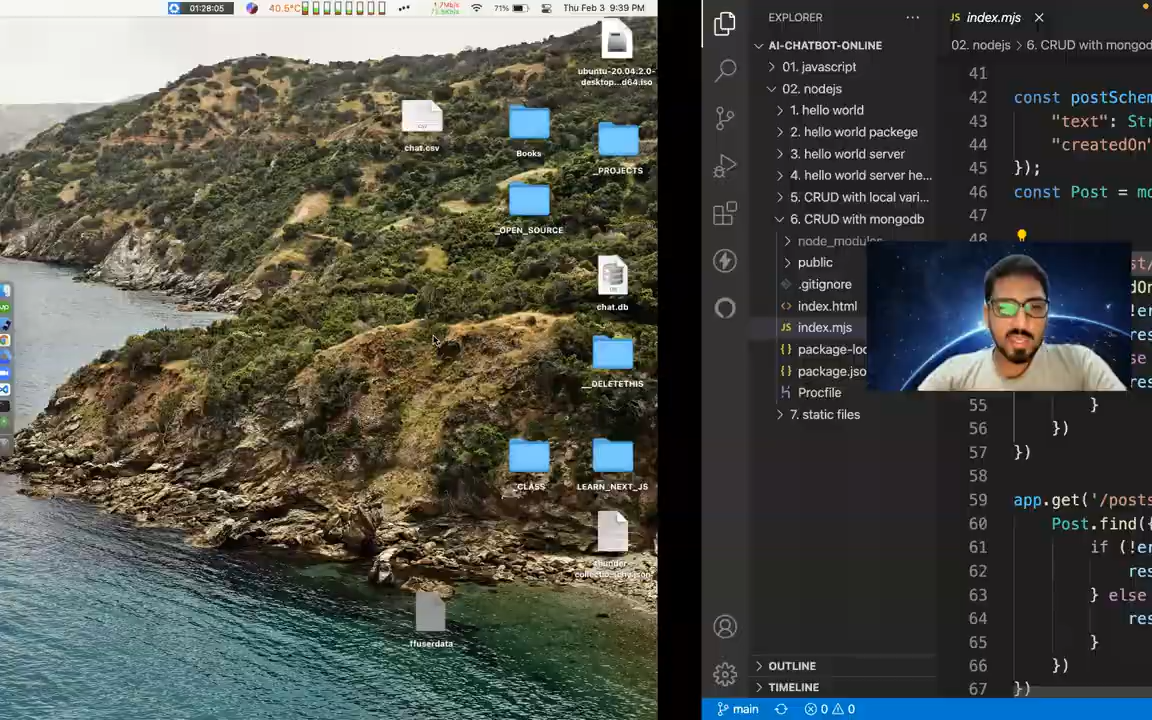 01:28:05
40.5°C
71%
Thu Feb 3 9:39 PM
ubuntu-20.04.2.0-
desktop...d64.iso
chat.csv
Books
_PROJECTS
_OPEN_SOURCE
chat.db
__DELETETHIS
CLASS
LEARN_NEXT_JS
thunder-
ffuserdata
EXPLORER
AI-CHATBOT-ONLINE
01. javascript
02. nodejs
1. hello world
2. hello world packege
3. hello world server
4. hello world server he...
5. CRUD with local vari...
6. CRUD with mongodb
node_modules
public
.gitignore
index.html
JS index.mjs
{} package-loc
{} package.jso
Procfile
7. static files
OUTLINE
TIMELINE
main
0 0
JS index.mjs
02. nodejs > 6. CRUD with mongod
41
42 const postSchem
43 "text": Str
44 "createdOn"
45 });
46 const Post = mo
47
48
55 }
56 })
57 })
58
59 app.get('/posts
60 Post.find({
61 if (!er
62 res
63 } else
64 res
65 }
66 })
67 })